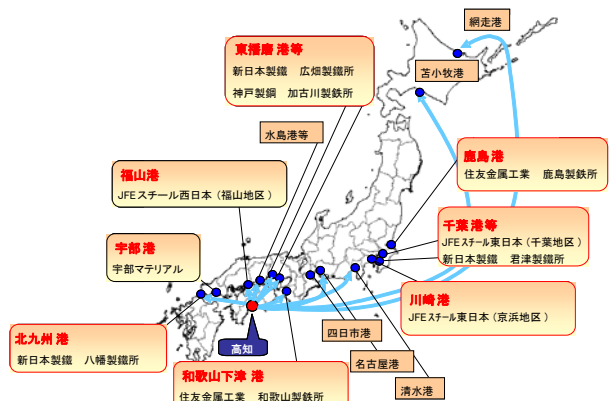 網走港
東播磨港等
新日本製鐵 広畑製鐵所
神戸製鋼 加古川製鉄所
苫小牧港
水島港等
福山港
JFEスチール西日本(福山地区)
鹿島港
住友金属工業 鹿島製鉄所
千葉港等
JFEスチール東日本(千葉地区)
新日本製鐵 君津製鐵所
宇部港
宇部マテリアル
川崎港
JFEスチール東日本(京浜地区)
北九州港
新日本製鐵 八幡製鐵所
高知
四日市港
名古屋港
清水港
和歌山下津港
住友金属工業 和歌山製鉄所